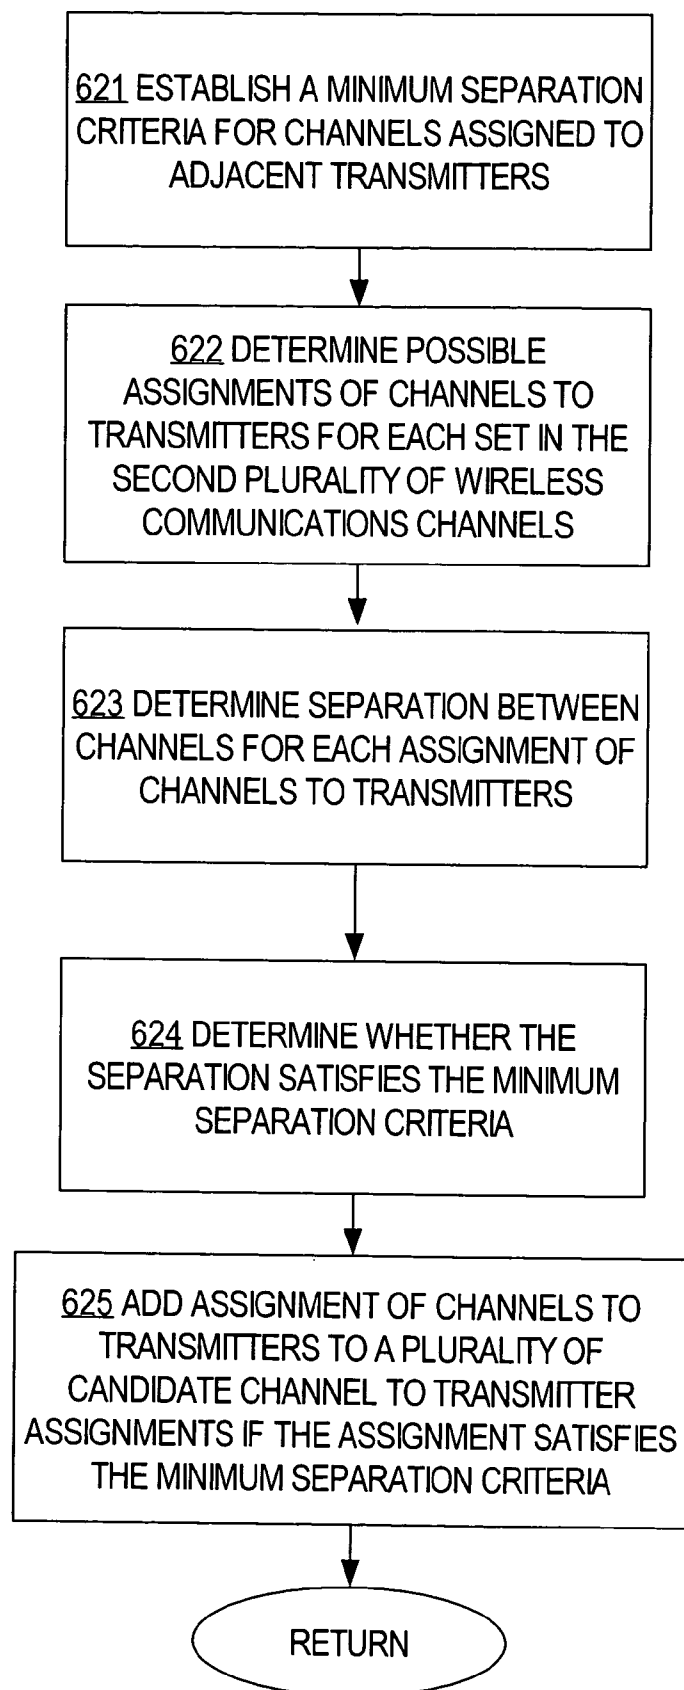 621 ESTABLISH A MINIMUM SEPARATION
CRITERIA FOR CHANNELS ASSIGNED TO
ADJACENT TRANSMITTERS
622 DETERMINE POSSIBLE
ASSIGNMENTS OF CHANNELS TO
TRANSMITTERS FOR EACH SET IN THE
SECOND PLURALITY OF WIRELESS
COMMUNICATIONS CHANNELS
623 DETERMINE SEPARATION BETWEEN
CHANNELS FOR EACH ASSIGNMENT OF
CHANNELS TO TRANSMITTERS
624 DETERMINE WHETHER THE
SEPARATION SATISFIES THE MINIMUM
SEPARATION CRITERIA
625 ADD ASSIGNMENT OF CHANNELS TO
TRANSMITTERS TO A PLURALITY OF
CANDIDATE CHANNEL TO TRANSMITTER
ASSIGNMENTS IF THE ASSIGNMENT SATISFIES
THE MINIMUM SEPARATION CRITERIA
RETURN